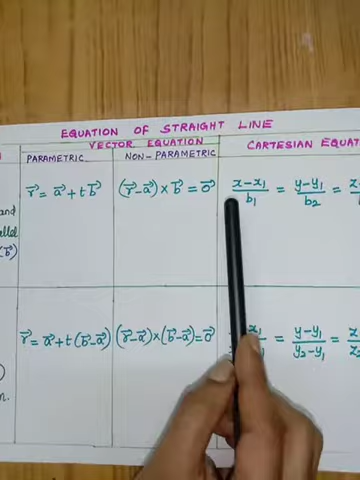 EQUATION OF STRAIGHT LINE
VECTOR EQUATION
CARTESIAN EQUA
PARAMETRIC
NON-PARAMETRIC
and
(b⃗)
r⃗ = a⃗ + t b⃗
(r⃗ - a⃗) × b⃗ = 0⃗
x-x₁/b₁ = y-y₁/b₂ =
r⃗ = a⃗ + t (b⃗ - a⃗)
(r⃗ - a⃗) × (b⃗ - a⃗) = 0⃗
x₁ = y-y₁/y₂-y₁ =